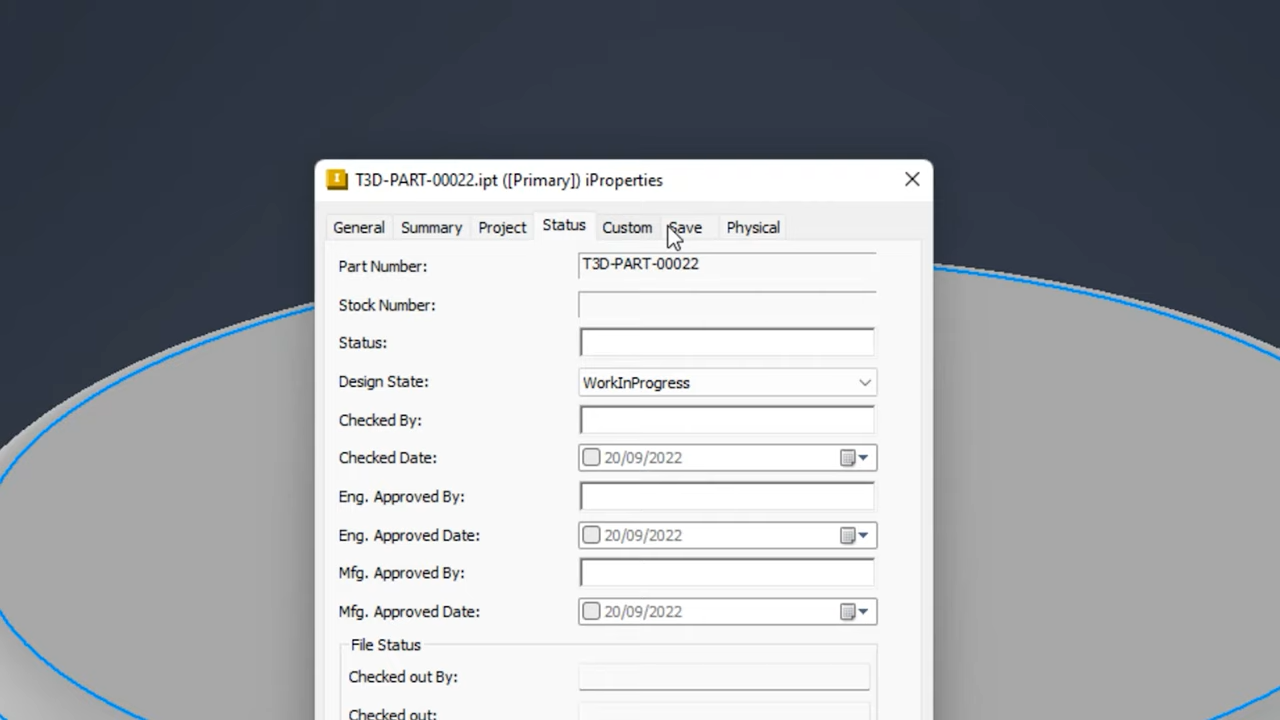 T3D-PART-00022.ipt ([Primary]) iProperties
General Summary Project Status Custom Save Physical
Part Number: T3D-PART-00022
Stock Number:
Status:
Design State: WorkInProgress
Checked By:
Checked Date: 20/09/2022
Eng. Approved By:
Eng. Approved Date: 20/09/2022
Mfg. Approved By:
Mfg. Approved Date: 20/09/2022
File Status
Checked out By:
Checked out: